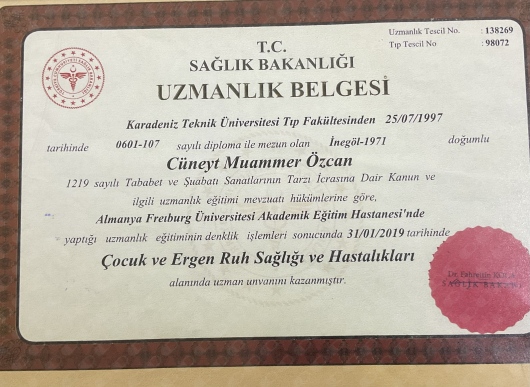 Uzmanlık Tescil No. : 138269
Tıp Tescil No : 98072
T.C.
SAĞLIK BAKANLIĞI
UZMANLIK BELGESİ
Karadeniz Teknik Üniversitesi Tıp Fakültesinden 25/07/1997
tarihinde 0601-107 sayılı diploma ile mezun olan İnegöl-1971 doğumlu
Cüneyt Muammer Özcan
1219 sayılı Tababet ve Şuabatı Sanatlarının Tarzı İcrasına Dair Kanun ve
ilgili uzmanlık eğitimi mevzuatı hükümlerine göre,
Almanya Freiburg Üniversitesi Akademik Eğitim Hastanesi'nde
yaptığı uzmanlık eğitiminin denklik işlemleri sonucunda 31/01/2019 tarihinde
Çocuk ve Ergen Ruh Sağlığı ve Hastalıkları
alanında uzman unvanını kazanmıştır.
Dr. Fahrettin
SAĞLIK BAKANI